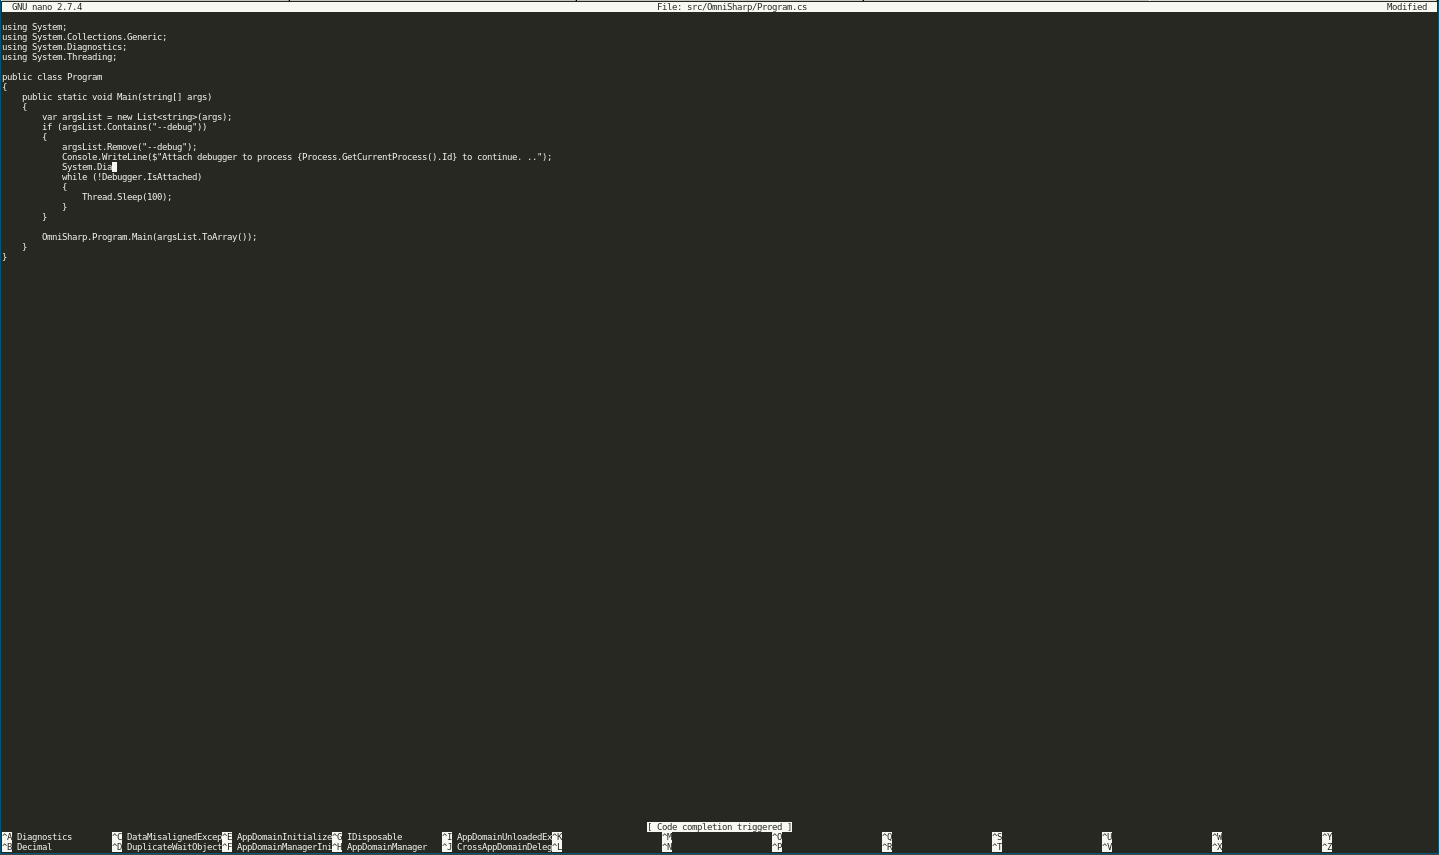 GNU nano 2.7.4 File: src/OmniSharp/Program.cs Modified
using System;
using System.Collections.Generic;
using System.Diagnostics;
using System.Threading;
public class Program
{
    public static void Main(string[] args)
    {
        var argsList = new List<string>(args);
        if (argsList.Contains("--debug"))
        {
            argsList.Remove("--debug");
            Console.WriteLine($"Attach debugger to process {Process.GetCurrentProcess().Id} to continue. ..");
            System.Dia
            while (!Debugger.IsAttached)
            {
                Thread.Sleep(100);
            }
        }
        OmniSharp.Program.Main(argsList.ToArray());
    }
}
[ Code completion triggered ]
^A Diagnostics ^C DataMisalignedExcep^E AppDomainInitialize^G IDisposable ^I AppDomainUnloadedEx^K ^M ^O ^Q ^S ^U ^W ^Y
^B Decimal ^D DuplicateWaitObject^F AppDomainManagerIni^H AppDomainManager ^J CrossAppDomainDeleg^L ^N ^P ^R ^T ^V ^X ^Z